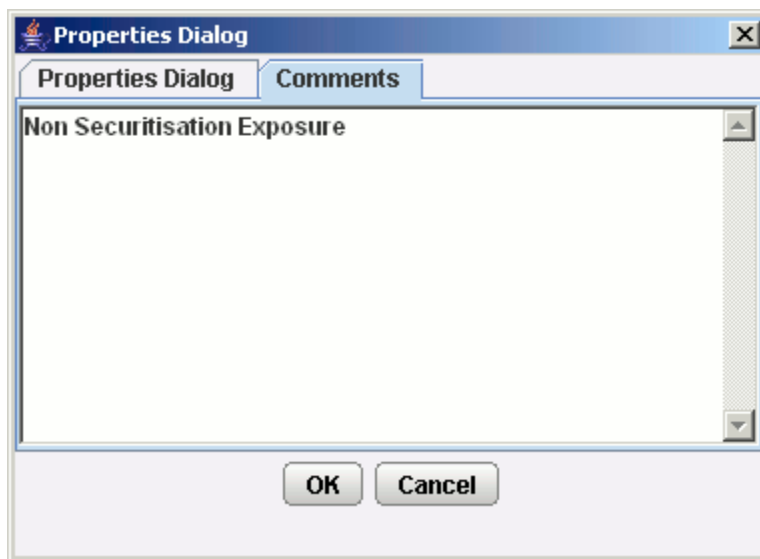 Properties Dialog
Properties Dialog Comments
Non Securitisation Exposure
OK Cancel